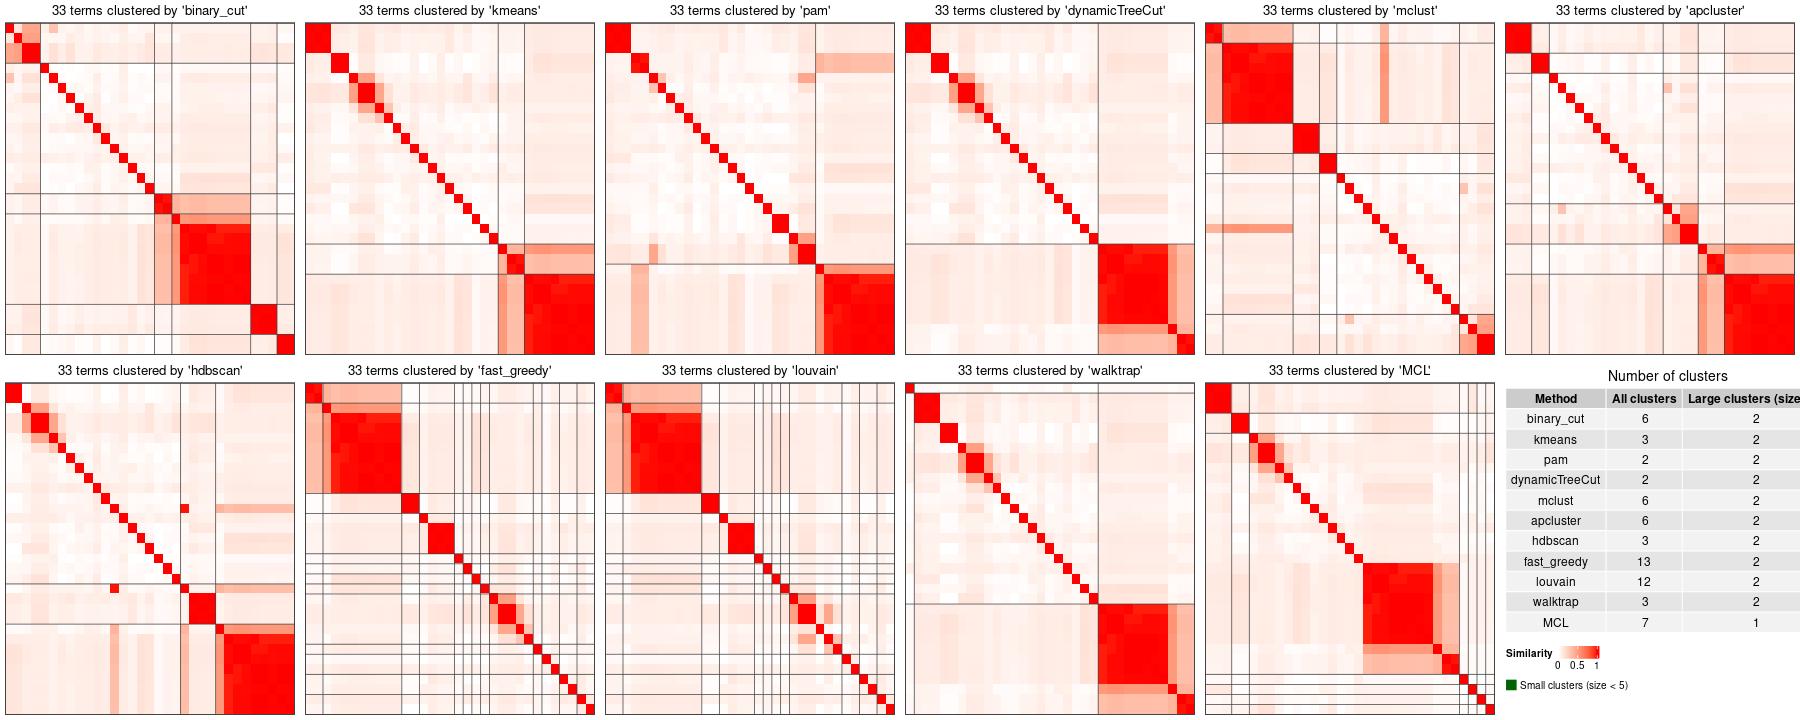 33 terms clustered by 'binary_cut'
33 terms clustered by 'kmeans'
33 terms clustered by 'pam'
33 terms clustered by 'dynamicTreeCut'
33 terms clustered by 'mclust'
33 terms clustered by 'apcluster'
33 terms clustered by 'hdbscan'
33 terms clustered by 'fast_greedy'
33 terms clustered by 'louvain'
33 terms clustered by 'walktrap'
33 terms clustered by 'MCL'
Number of clusters
Method All clusters Large clusters (size
binary_cut 6 2
kmeans 3 2
pam 2 2
dynamicTreeCut 2 2
mclust 6 2
apcluster 6 2
hdbscan 3 2
fast_greedy 13 2
louvain 12 2
walktrap 3 2
MCL 7 1
Similarity
0 0.5 1
Small clusters (size < 5)